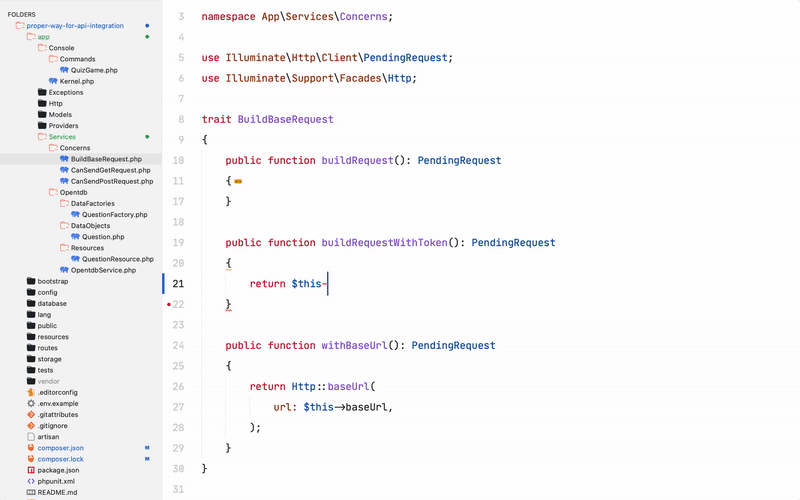 FOLDERS
proper-way-for-api-integration
app
Console
Commands
QuizGame.php
Kernel.php
Exceptions
Http
Models
Providers
Services
Concerns
BuildBaseRequest.php
CanSendGetRequest.php
CanSendPostRequest.php
Opentdb
DataFactories
QuestionFactory.php
DataObjects
Question.php
Resources
QuestionResource.php
OpentdbService.php
bootstrap
config
database
lang
public
resources
routes
storage
tests
vendor
.editorconfig
.env.example
.gitattributes
.gitignore
artisan
composer.json M
composer.lock M
package.json
phpunit.xml
README.md
3 namespace App\Services\Concerns;
4
5 use Illuminate\Http\Client\PendingRequest;
6 use Illuminate\Support\Facades\Http;
7
8 trait BuildBaseRequest
9 {
10 public function buildRequest(): PendingRequest
11 {
17 }
18
19 public function buildRequestWithToken(): PendingRequest
20 {
21 return $this-
22 }
23
24 public function withBaseUrl(): PendingRequest
25 {
26 return Http::baseUrl(
27 url: $this->baseUrl,
28 );
29 }
30 }
31